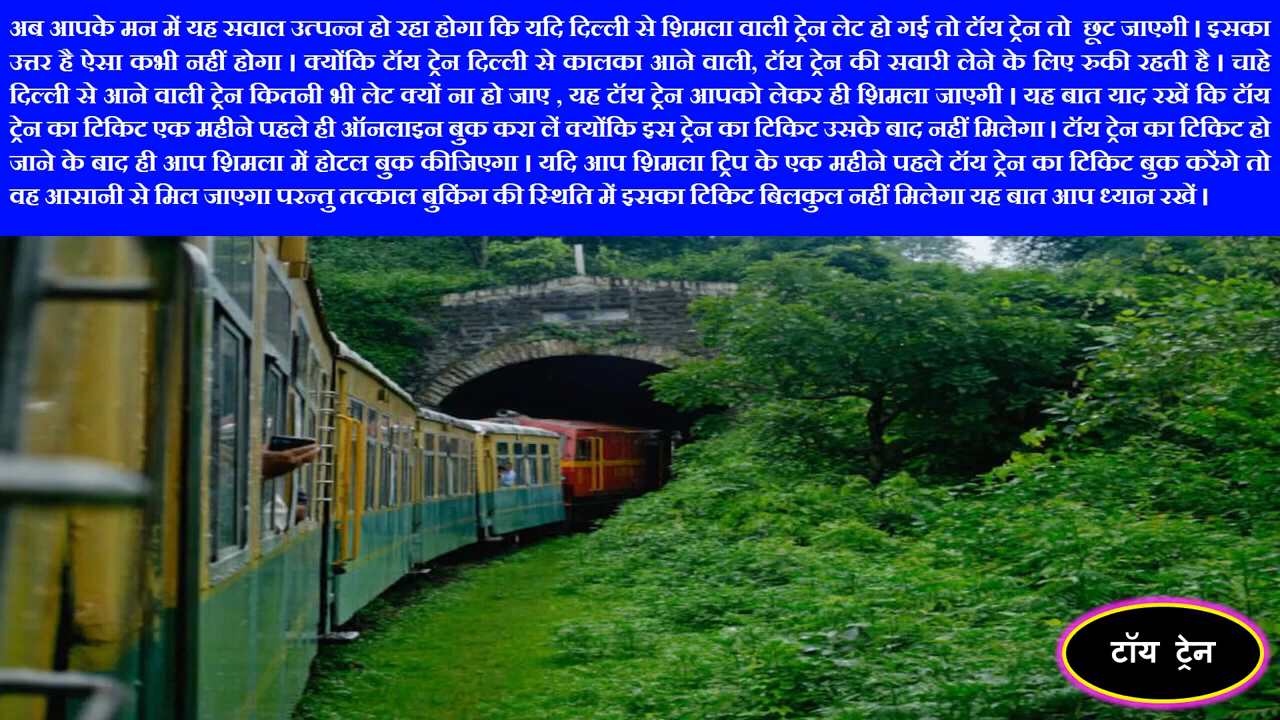 अब आपके मन में यह सवाल उत्पन्न हो रहा होगा कि यदि दिल्ली से शिमला वाली ट्रेन लेट हो गई तो टॉय ट्रेन तो छूट जाएगी । इसका
उत्तर है ऐसा कभी नहीं होगा । क्योंकि टॉय ट्रेन दिल्ली से कालका आने वाली, टॉय ट्रेन की सवारी लेने के लिए रुकी रहती है । चाहे
दिल्ली से आने वाली ट्रेन कितनी भी लेट क्यों ना हो जाए , यह टॉय ट्रेन आपको लेकर ही शिमला जाएगी । यह बात याद रखें कि टॉय
ट्रेन का टिकिट एक महीने पहले ही ऑनलाइन बुक करा लें क्योंकि इस ट्रेन का टिकिट उसके बाद नहीं मिलेगा । टॉय ट्रेन का टिकिट हो
जाने के बाद ही आप शिमला में होटल बुक कीजिएगा । यदि आप शिमला ट्रिप के एक महीने पहले टॉय ट्रेन का टिकिट बुक करेंगे तो
वह आसानी से मिल जाएगा परन्तु तत्काल बुकिंग की स्थिति में इसका टिकिट बिलकुल नहीं मिलेगा यह बात आप ध्यान रखें ।
टॉय ट्रेन